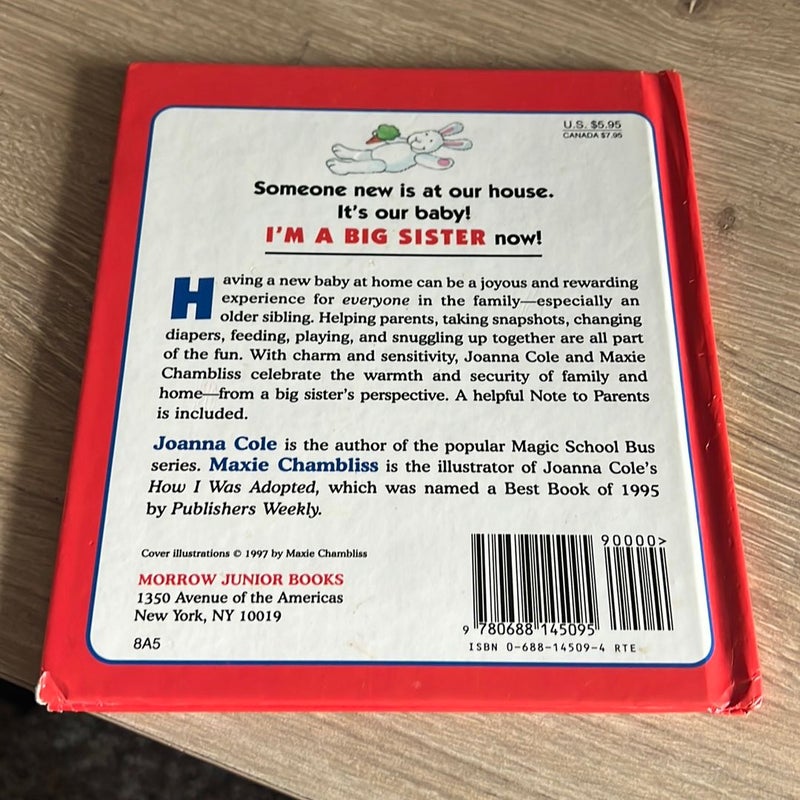 U.S. $5.95
CANADA $7.95
Someone new is at our house.
It's our baby!
I'M A BIG SISTER now!
Having a new baby at home can be a joyous and rewarding
experience for everyone in the family—especially an
older sibling. Helping parents, taking snapshots, changing
diapers, feeding, playing, and snuggling up together are all part
of the fun. With charm and sensitivity, Joanna Cole and Maxie
Chambliss celebrate the warmth and security of family and
home—from a big sister's perspective. A helpful Note to Parents
is included.
Joanna Cole is the author of the popular Magic School Bus
series. Maxie Chambliss is the illustrator of Joanna Cole's
How I Was Adopted, which was named a Best Book of 1995
by Publishers Weekly.
Cover illustrations © 1997 by Maxie Chambliss
MORROW JUNIOR BOOKS
1350 Avenue of the Americas
New York, NY 10019
8A5
90000>
9 780688 145095
ISBN 0-688-14509-4 RTE